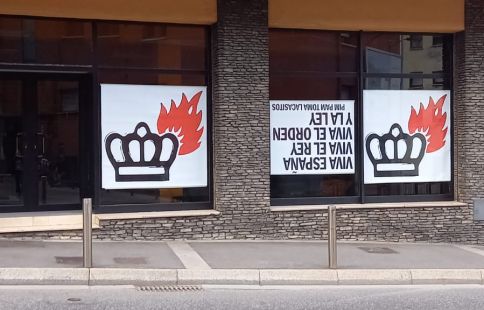 VIVA ESPAÑA
VIVA EL REY
VIVA EL ORDEN
Y LA LEY
PIM PAM TOMA LACASITOS